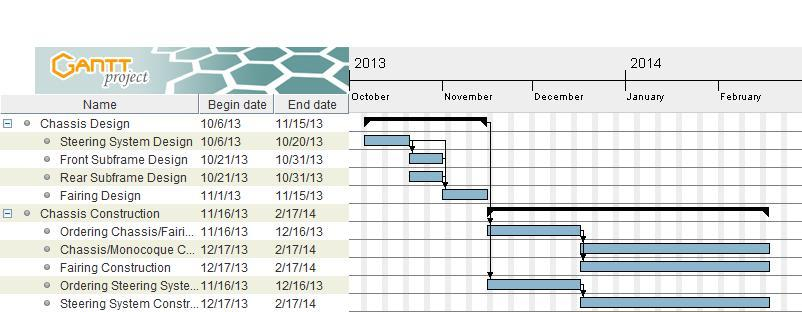 GANTT
project
2013
2014
October November December January February
Name Begin date End date
Chassis Design 10/6/13 11/15/13
Steering System Design 10/6/13 10/20/13
Front Subframe Design 10/21/13 10/31/13
Rear Subframe Design 10/21/13 10/31/13
Fairing Design 11/1/13 11/15/13
Chassis Construction 11/16/13 2/17/14
Ordering Chassis/Fairi... 11/16/13 12/16/13
Chassis/Monocoque C... 12/17/13 2/17/14
Fairing Construction 12/17/13 2/17/14
Ordering Steering Syste... 11/16/13 12/16/13
Steering System Constr... 12/17/13 2/17/14